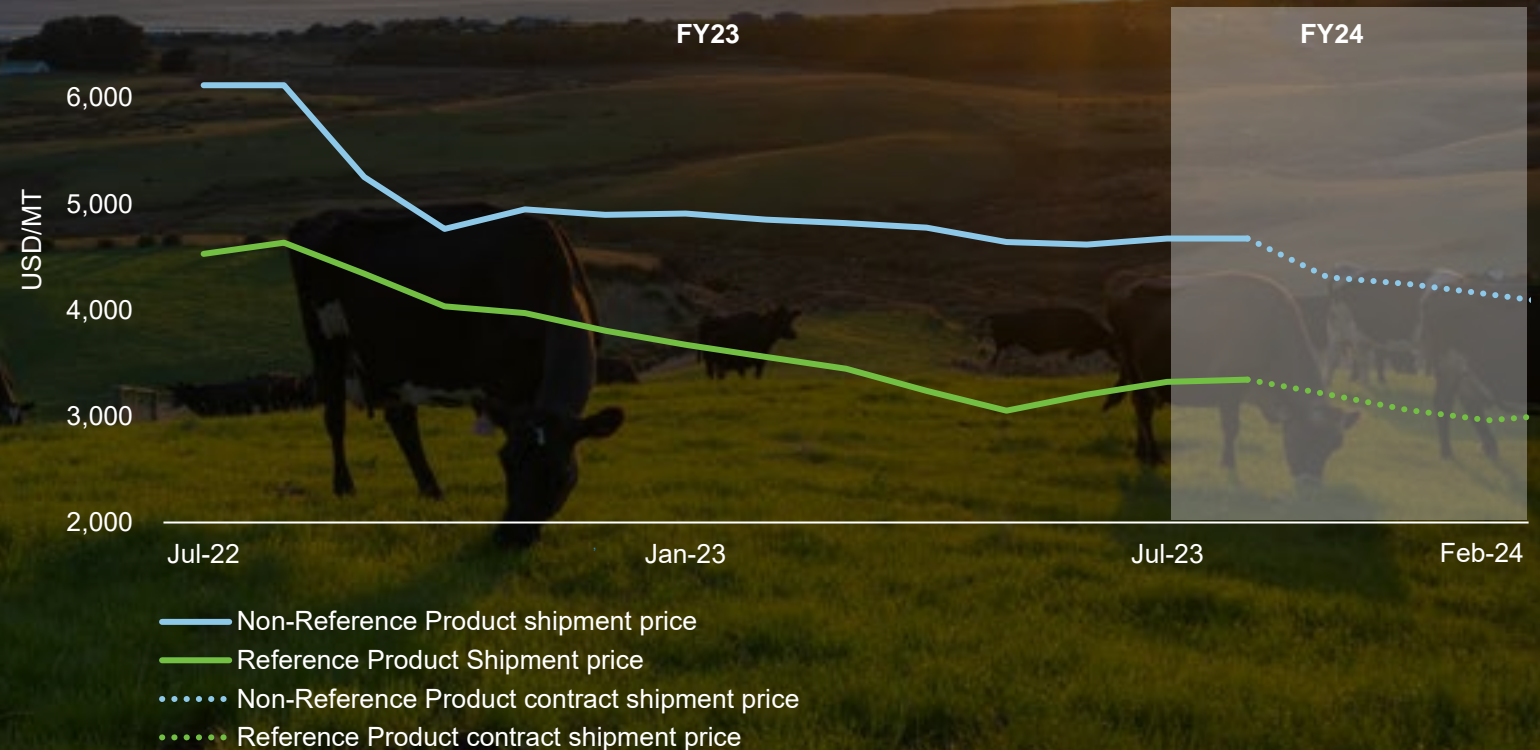 FY23
FY24
USD/MT
6,000
5,000
4,000
3,000
2,000
Jul-22
Jan-23
Jul-23
Feb-24
Non-Reference Product shipment price
Reference Product Shipment price
Non-Reference Product contract shipment price
Reference Product contract shipment price